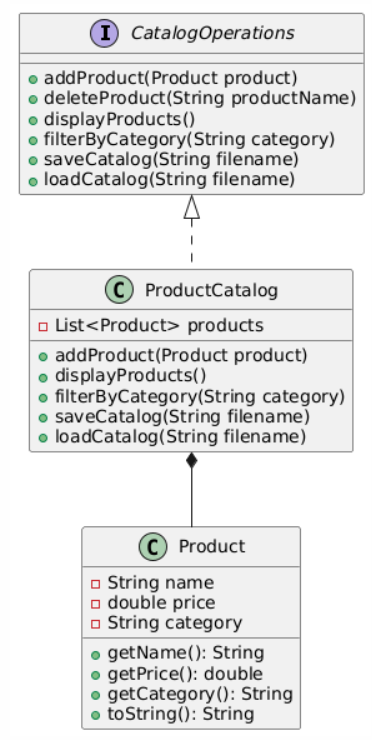 I CatalogOperations
addProduct(Product product)
deleteProduct(String productName)
displayProducts()
filterByCategory(String category)
saveCatalog(String filename)
loadCatalog(String filename)
C ProductCatalog
List<Product> products
addProduct(Product product)
displayProducts()
filterByCategory(String category)
saveCatalog(String filename)
loadCatalog(String filename)
C Product
String name
double price
String category
getName(): String
getPrice(): double
getCategory(): String
toString(): String